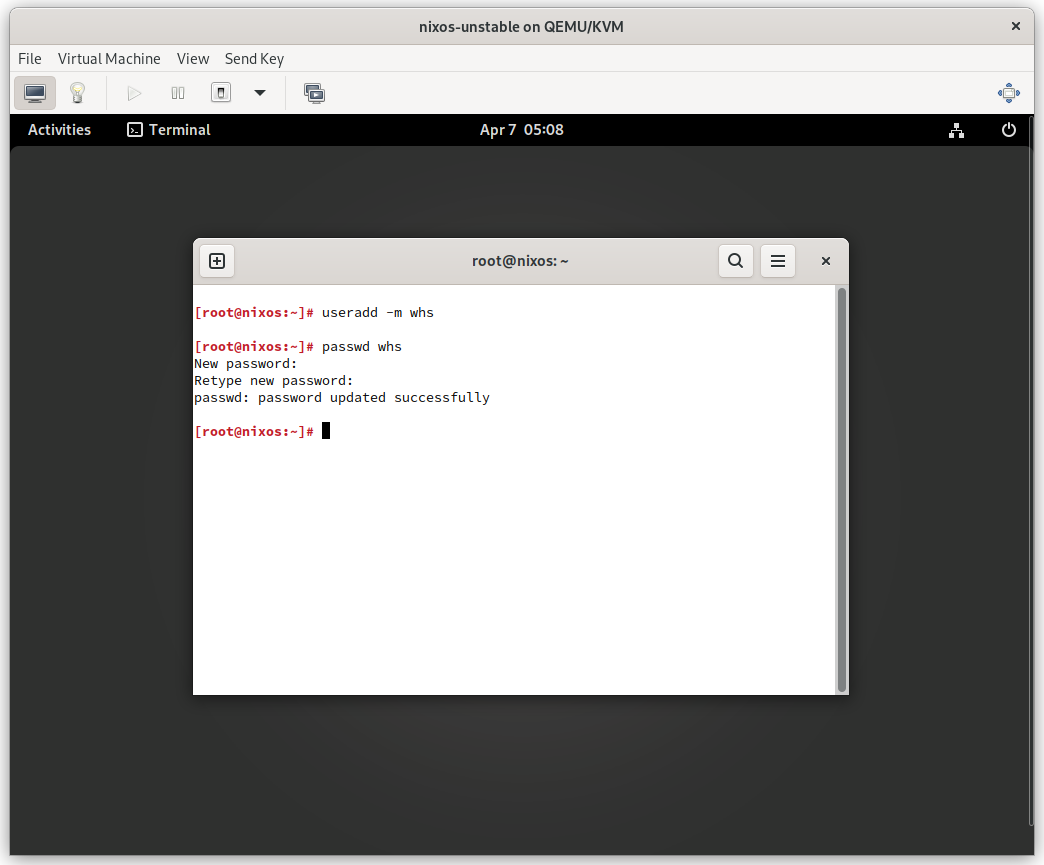 nixos-unstable on QEMU/KVM
File Virtual Machine View Send Key
Activities Terminal Apr 7 05:08
root@nixos: ~
[root@nixos:~]# useradd -m whs
[root@nixos:~]# passwd whs
New password:
Retype new password:
passwd: password updated successfully
[root@nixos:~]#